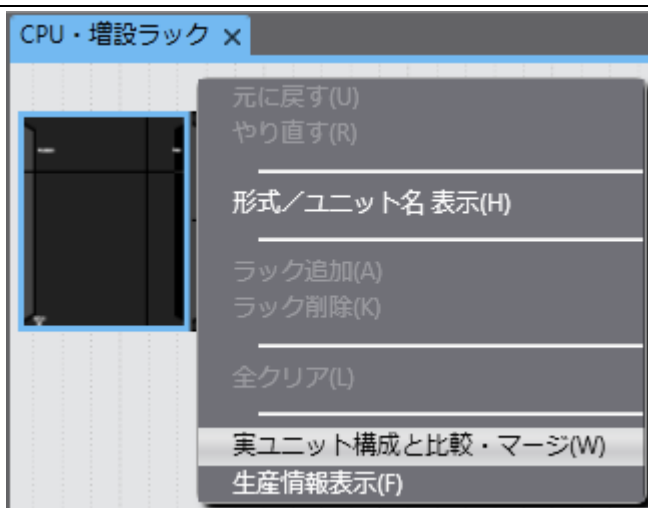 CPU・増設ラック ×
元に戻す(U)
やり直す(R)
形式／ユニット名 表示(H)
ラック追加(A)
ラック削除(K)
全クリア(L)
実ユニット構成と比較・マージ(W)
生産情報表示(F)